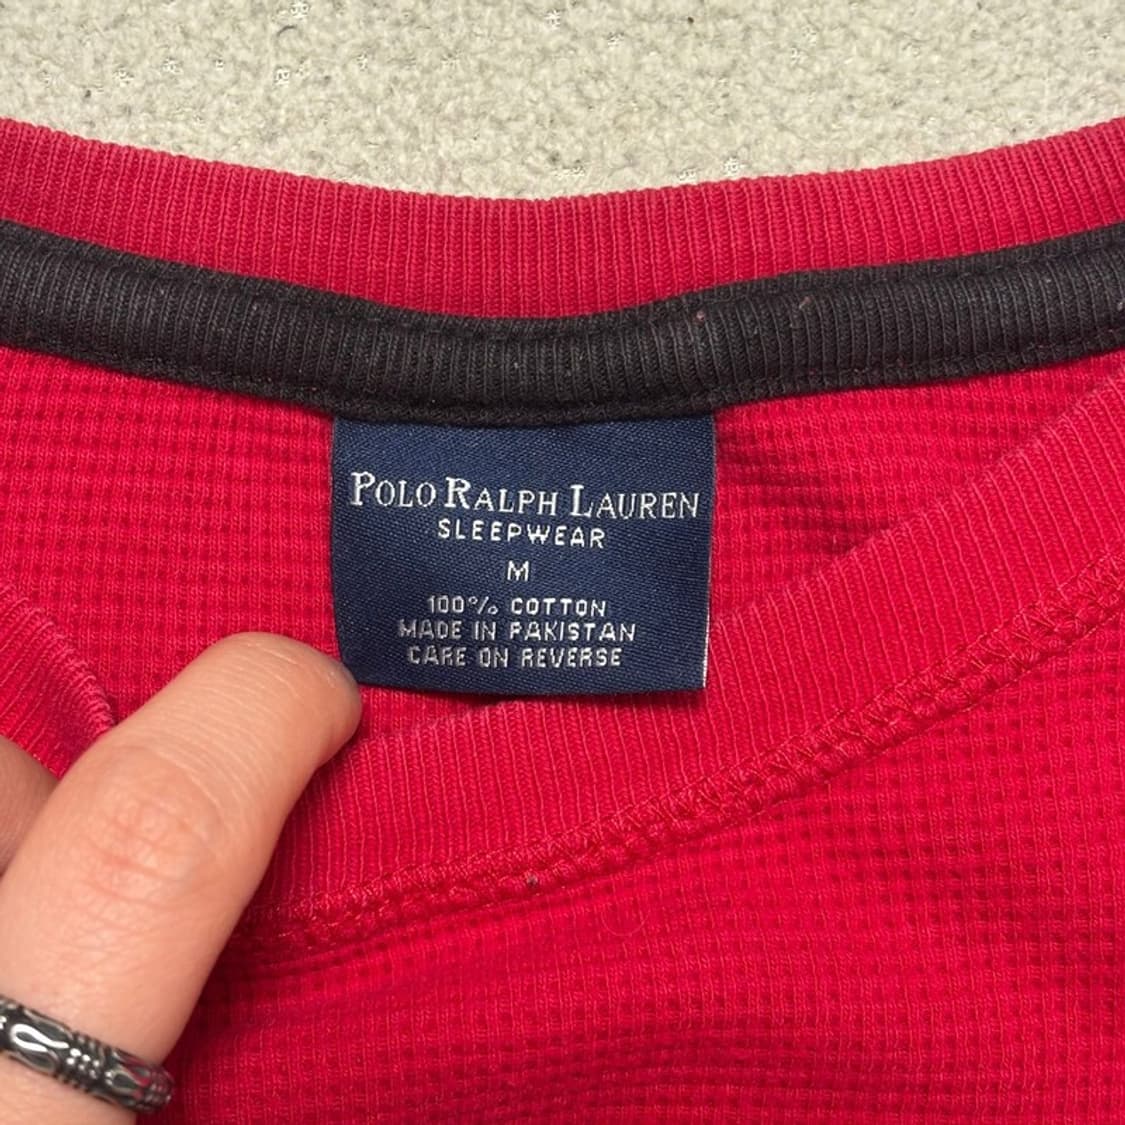 POLO RALPH LAUREN
SLEEPWEAR
M
100% COTTON
MADE IN PAKISTAN
CARE ON REVERSE